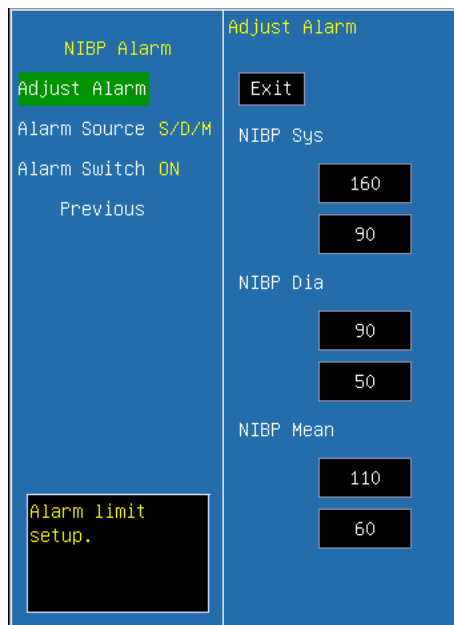 NIBP Alarm
Adjust Alarm
Alarm Source S/D/M
Alarm Switch ON
Previous
Alarm limit
setup.
Adjust Alarm
Exit
NIBP Sys
160
90
NIBP Dia
90
50
NIBP Mean
110
60